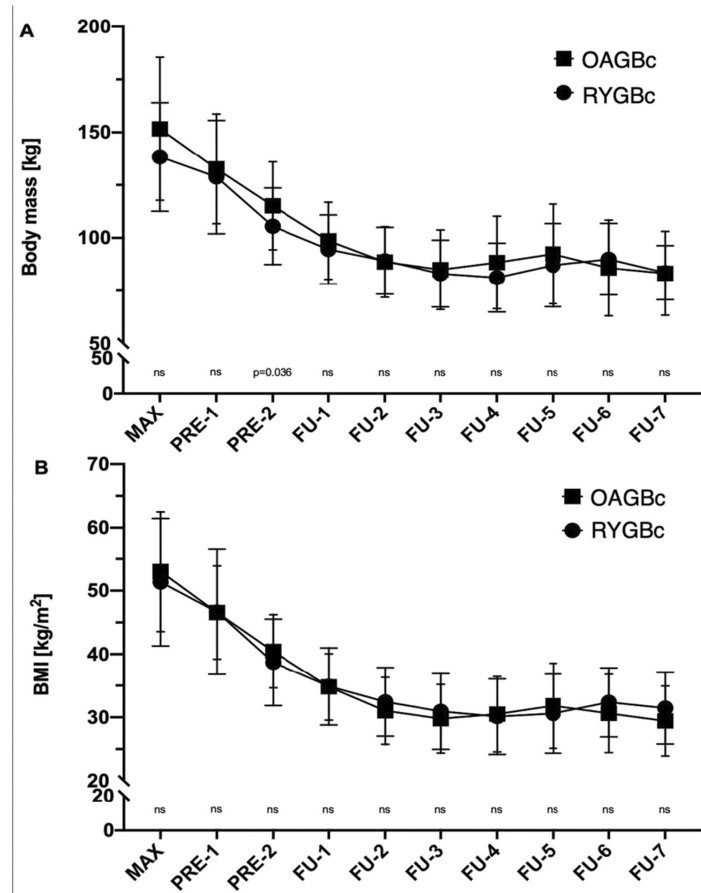 A
200
150
100
50
50
0
Body mass [kg]
OAGBc
RYGBc
ns ns p=0.036 ns ns ns ns ns ns ns
MAX PRE-1 PRE-2 FU-1 FU-2 FU-3 FU-4 FU-5 FU-6 FU-7
B
70
60
50
40
30
20
20
0
BMI [kg/m²]
OAGBc
RYGBc
ns ns ns ns ns ns ns ns ns ns
MAX PRE-1 PRE-2 FU-1 FU-2 FU-3 FU-4 FU-5 FU-6 FU-7